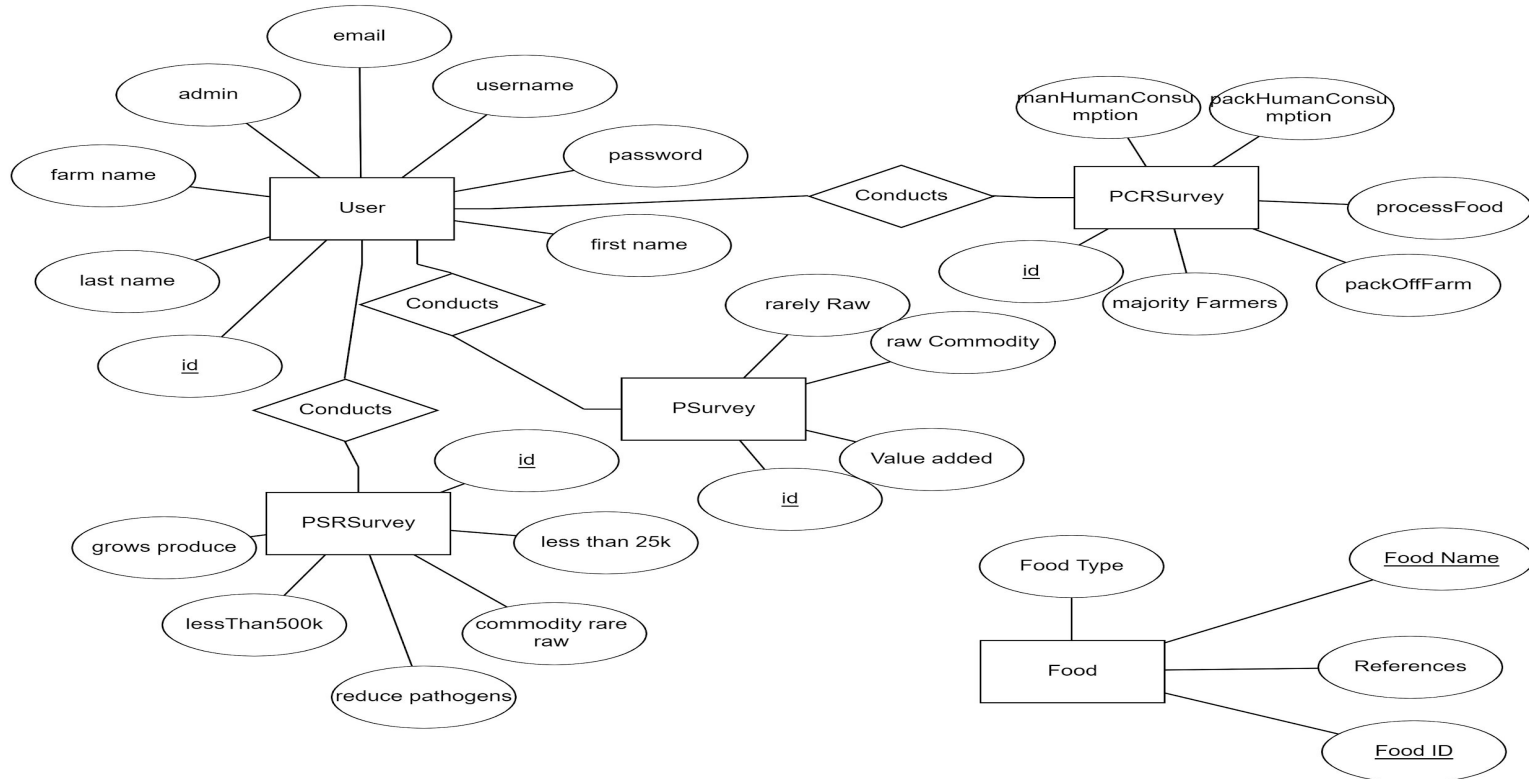 email
admin
username
farm name
password
User
last name
first name
id
Conducts
Conducts
Conducts
manHumanConsu
mption
packHumanConsu
mption
PCRSurvey
processFood
id
majority Farmers
packOffFarm
rarely Raw
raw Commodity
PSurvey
Value added
id
id
PSRSurvey
grows produce
less than 25k
lessThan500k
commodity rare
raw
reduce pathogens
Food Type
Food Name
Food
References
Food ID